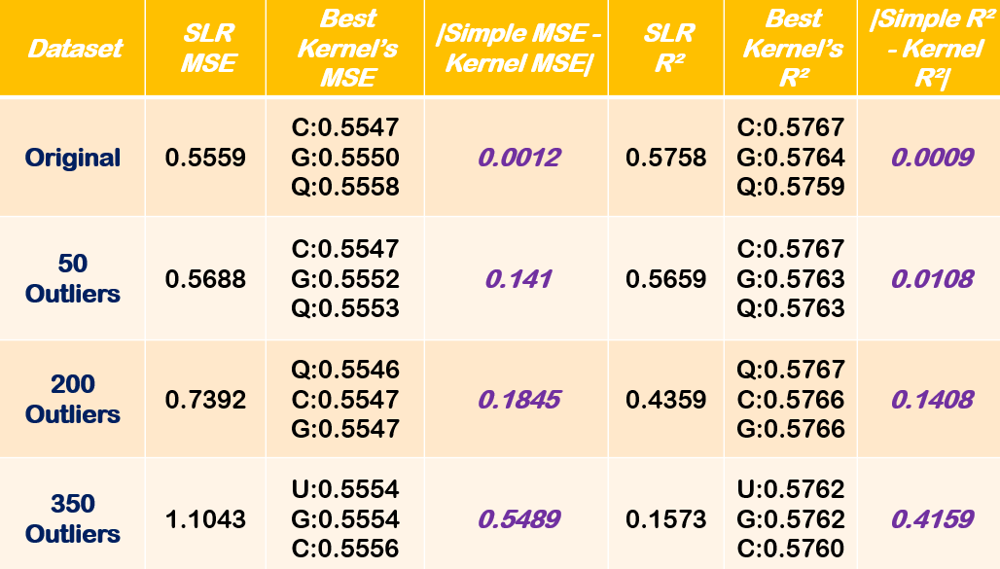 Dataset
SLR
MSE
Best
Kernel's
MSE
|Simple MSE -
Kernel MSE|
SLR
R²
Best
Kernel's
R²
|Simple R²
- Kernel
R²|
Original
0.5559
C:0.5547
G:0.5550
Q:0.5558
0.0012
0.5758
C:0.5767
G:0.5764
Q:0.5759
0.0009
50
Outliers
0.5688
C:0.5547
G:0.5552
Q:0.5553
0.141
0.5659
C:0.5767
G:0.5763
Q:0.5763
0.0108
200
Outliers
0.7392
Q:0.5546
C:0.5547
G:0.5547
0.1845
0.4359
Q:0.5767
C:0.5766
G:0.5766
0.1408
350
Outliers
1.1043
U:0.5554
G:0.5554
C:0.5556
0.5489
0.1573
U:0.5762
G:0.5762
C:0.5760
0.4159